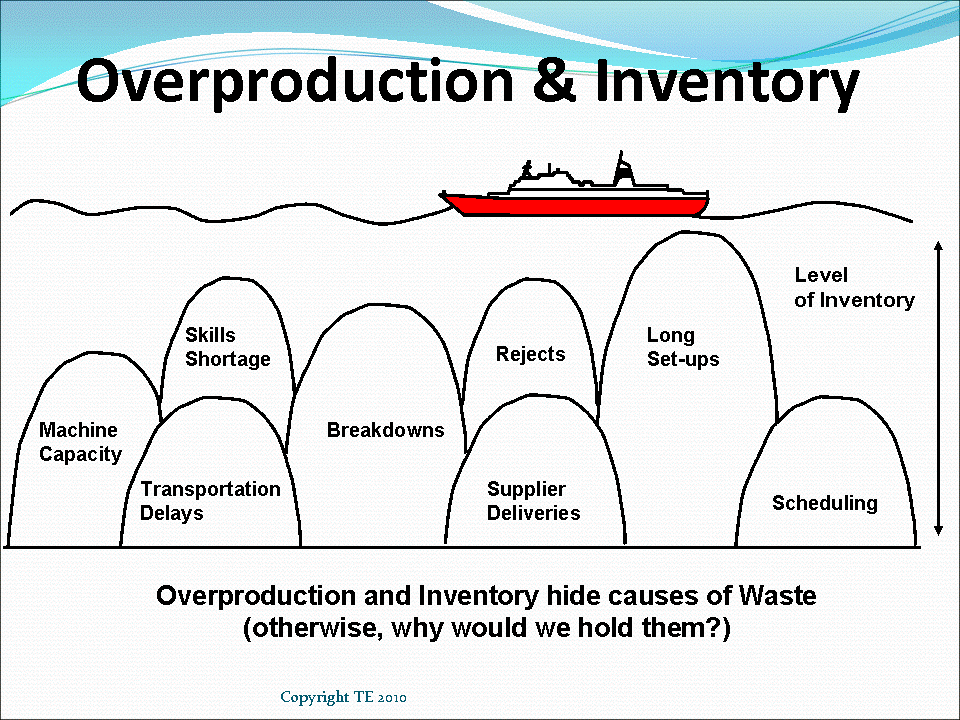 Overproduction & Inventory
Level
of Inventory
Skills
Shortage
Rejects
Long
Set-ups
Machine
Capacity
Breakdowns
Transportation
Delays
Supplier
Deliveries
Scheduling
Overproduction and Inventory hide causes of Waste
(otherwise, why would we hold them?)
Copyright TE 2010